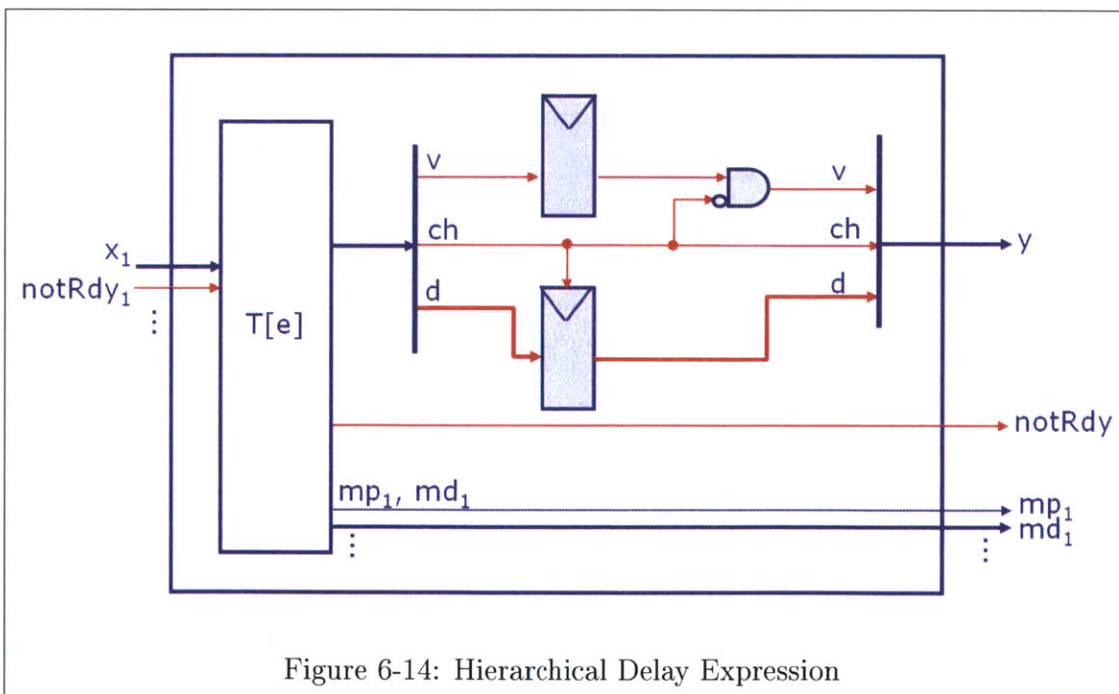 v
v
ch
ch
x₁
y
notRdy₁
⋮
d
d
T[e]
notRdy
mp₁, md₁
mp₁
md₁
⋮
⋮
Figure 6-14: Hierarchical Delay Expression